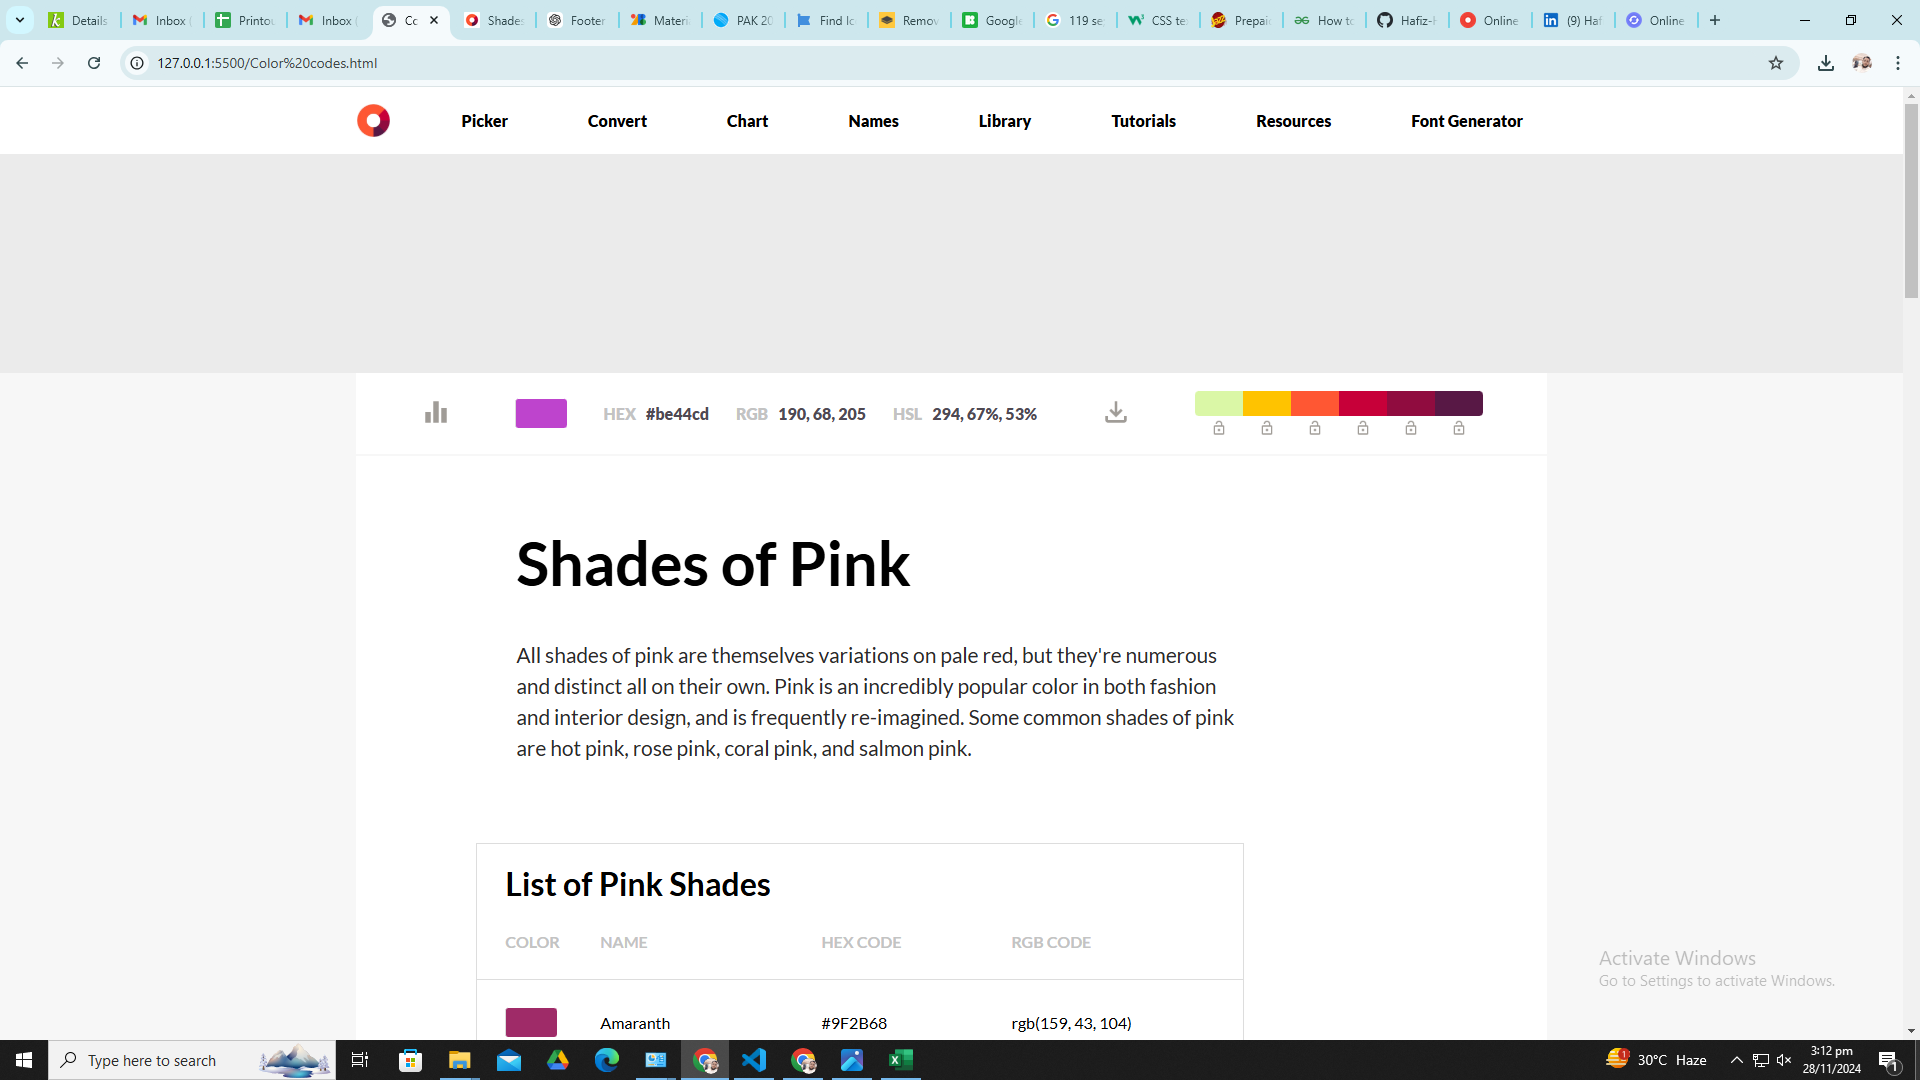 Details
Inbox (
Printou
Inbox (
Cc
Shades
Footer
Materi
PAK 20
Find Ic
Remov
Google
119 se
CSS te
Prepai
How to
Hafiz-H
Online
(9) Haf
Online
127.0.0.1:5500/Color%20codes.html
Picker
Convert
Chart
Names
Library
Tutorials
Resources
Font Generator
HEX #be44cd RGB 190, 68, 205 HSL 294, 67%, 53%
Shades of Pink
All shades of pink are themselves variations on pale red, but they're numerous
and distinct all on their own. Pink is an incredibly popular color in both fashion
and interior design, and is frequently re-imagined. Some common shades of pink
are hot pink, rose pink, coral pink, and salmon pink.
List of Pink Shades
COLOR NAME HEX CODE RGB CODE
Amaranth #9F2B68 rgb(159, 43, 104)
Activate Windows
Go to Settings to activate Windows.
Type here to search
1
30°C Haze
3:12 pm
28/11/2024
1